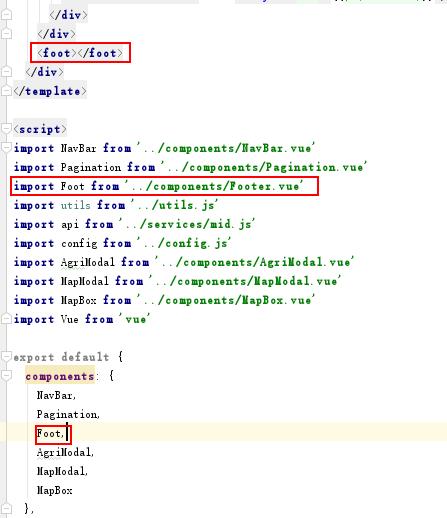 </div>
</div>
<foot></foot>
</div>
</template>
<script>
import NavBar from '../components/NavBar.vue'
import Pagination from '../components/Pagination.vue'
import Foot from '../components/Footer.vue'
import utils from '../utils.js'
import api from '../services/mid.js'
import config from '../config.js'
import AgriModal from '../components/AgriModal.vue'
import MapModal from '../components/MapModal.vue'
import MapBox from '../components/MapBox.vue'
import Vue from 'vue'
export default {
components: {
NavBar,
Pagination,
Foot,
AgriModal,
MapModal,
MapBox
},